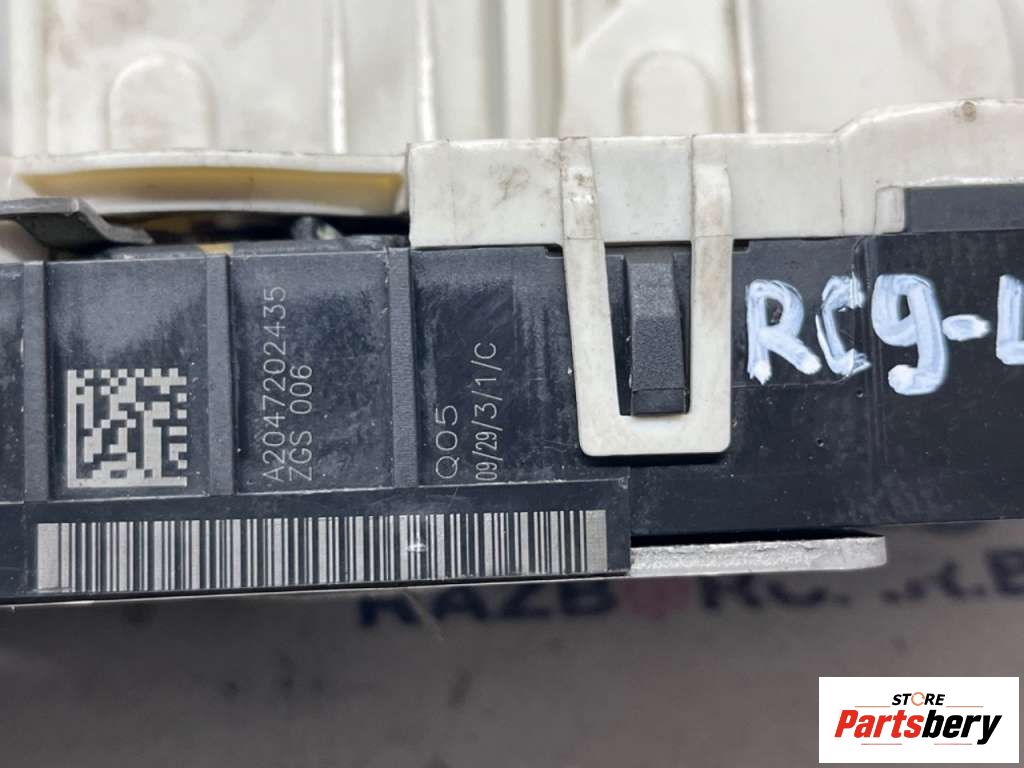 A2047202435
ZGS 006
Q05
09/29/3/1/C
RC9-L
STORE
Partsbery